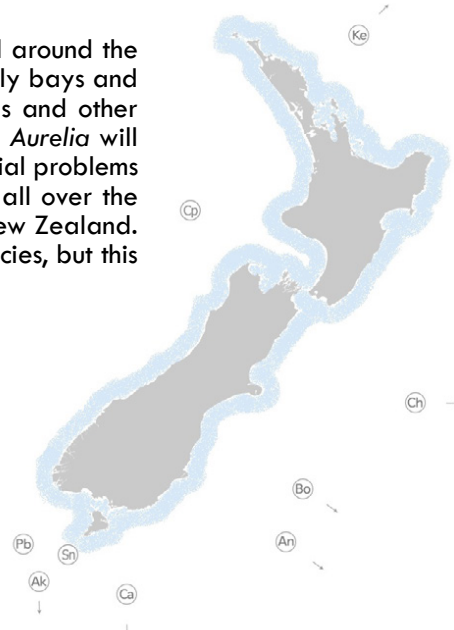 around the
ly bays and
s and other
Aurelia will
ial problems
all over the
ew Zealand.
cies, but this
Ke
Cp
Ch
Bo
An
Pb
Sn
Ak
Ca